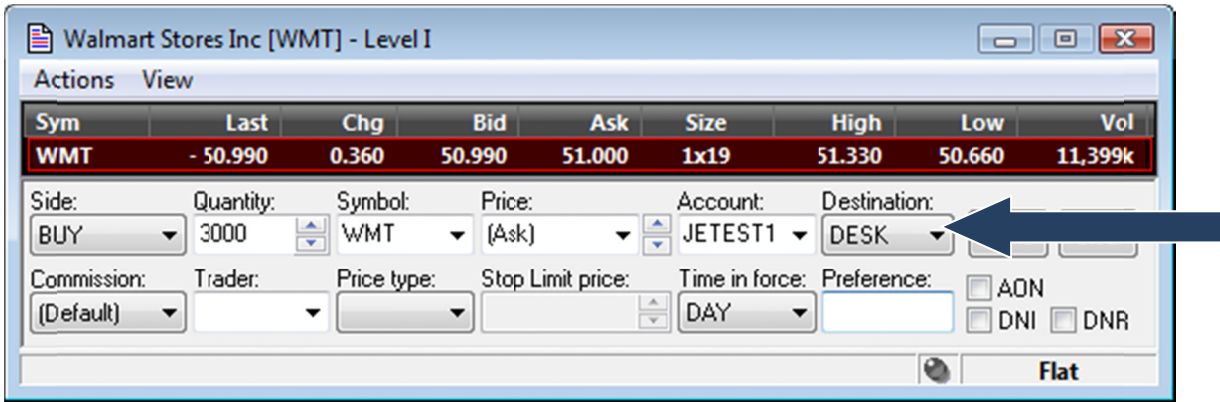 Walmart Stores Inc [WMT] - Level I
Actions View
Sym Last Chg Bid Ask Size High Low Vol
WMT - 50.990 0.360 50.990 51.000 1x19 51.330 50.660 11,399k
Side: Quantity: Symbol: Price: Account: Destination:
BUY 3000 WMT (Ask) JETEST1 DESK
Commission: Trader: Price type: Stop Limit price: Time in force: Preference:
(Default) DAY
AON
DNI DNR
Flat